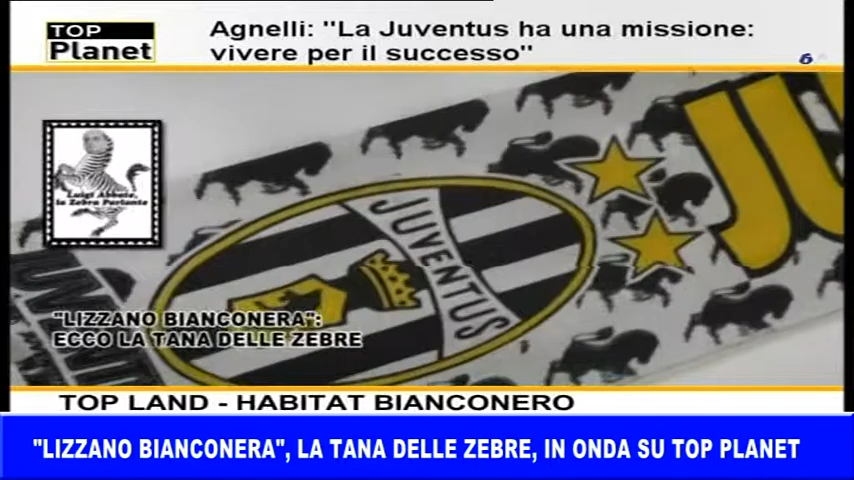 TOP
Planet
Agnelli: "La Juventus ha una missione:
vivere per il successo"
6
Luigi Abbate,
la Zebra Parlante
JUVENTUS
JU
"LIZZANO BIANCONERA":
ECCO LA TANA DELLE ZEBRE
TOP LAND - HABITAT BIANCONERO
"LIZZANO BIANCONERA", LA TANA DELLE ZEBRE, IN ONDA SU TOP PLANET